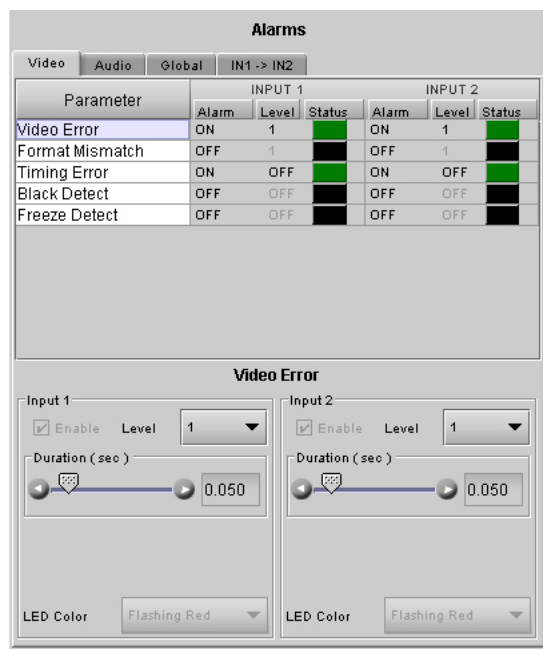 Alarms
Video Audio Global IN1 -> IN2
Parameter INPUT 1 INPUT 2
Alarm Level Status Alarm Level Status
Video Error ON 1 ON 1
Format Mismatch OFF 1 OFF 1
Timing Error ON OFF ON OFF
Black Detect OFF OFF OFF OFF
Freeze Detect OFF OFF OFF OFF
Video Error
Input 1 Input 2
Enable Level 1 Enable Level 1
Duration ( sec ) Duration ( sec )
0.050 0.050
LED Color Flashing Red LED Color Flashing Red